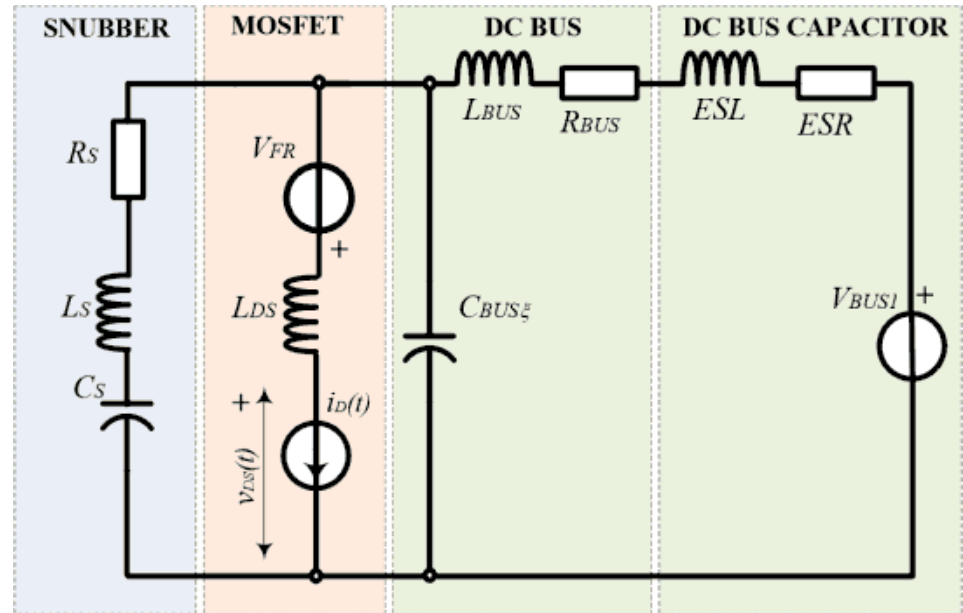 SNUBBER
MOSFET
DC BUS
DC BUS CAPACITOR
RS
LS
CS
VFR
+
LDS
+
vDS(t)
iD(t)
CBUSξ
LBUS
RBUS
ESL
ESR
VBUS1
+